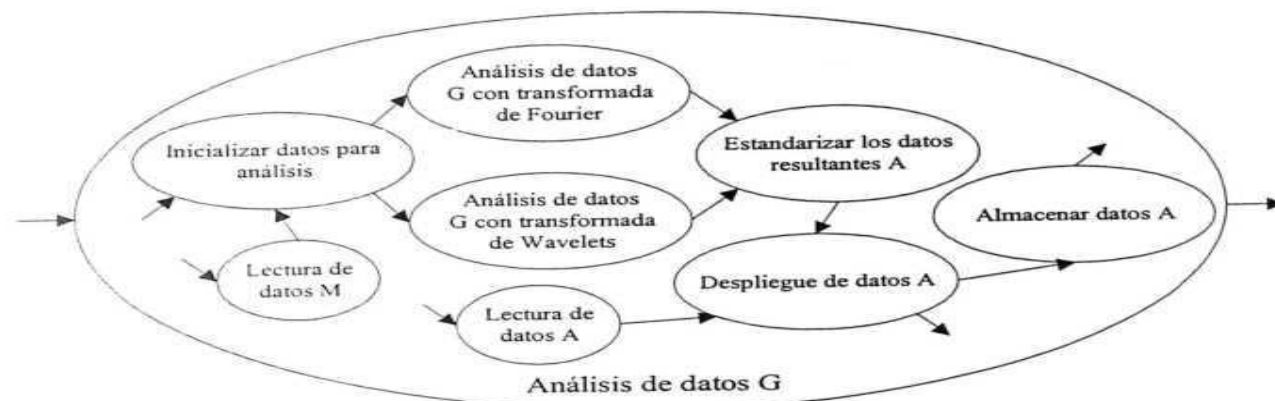 Análisis de datos
G con transformada
de Fourier
Inicializar datos para
análisis
Estandarizar los datos
resultantes A
Análisis de datos
G con transformada
de Wavelets
Almacenar datos A
Lectura de
datos M
Despliegue de datos A
Lectura de
datos A
Análisis de datos G